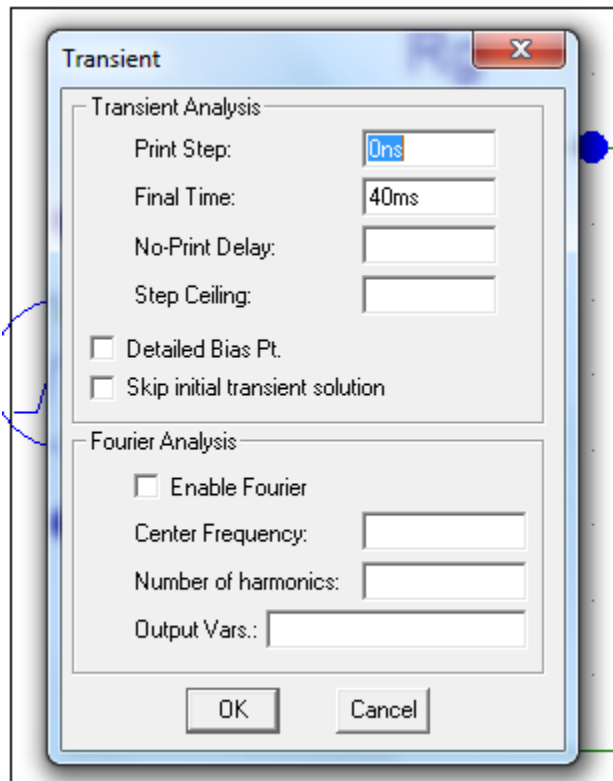 Rg
Transient
Transient Analysis
Print Step: 0ns
Final Time: 40ms
No-Print Delay:
Step Ceiling:
Detailed Bias Pt.
Skip initial transient solution
Fourier Analysis
Enable Fourier
Center Frequency:
Number of harmonics:
Output Vars.:
OK Cancel